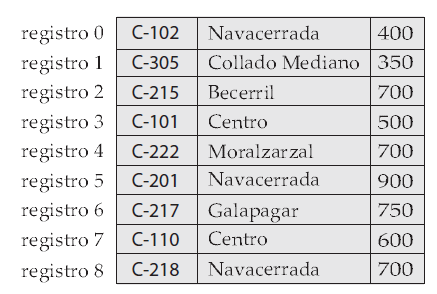 registro 0 C-102 Navacerrada 400
registro 1 C-305 Collado Mediano 350
registro 2 C-215 Becerril 700
registro 3 C-101 Centro 500
registro 4 C-222 Moralzarzal 700
registro 5 C-201 Navacerrada 900
registro 6 C-217 Galapagar 750
registro 7 C-110 Centro 600
registro 8 C-218 Navacerrada 700